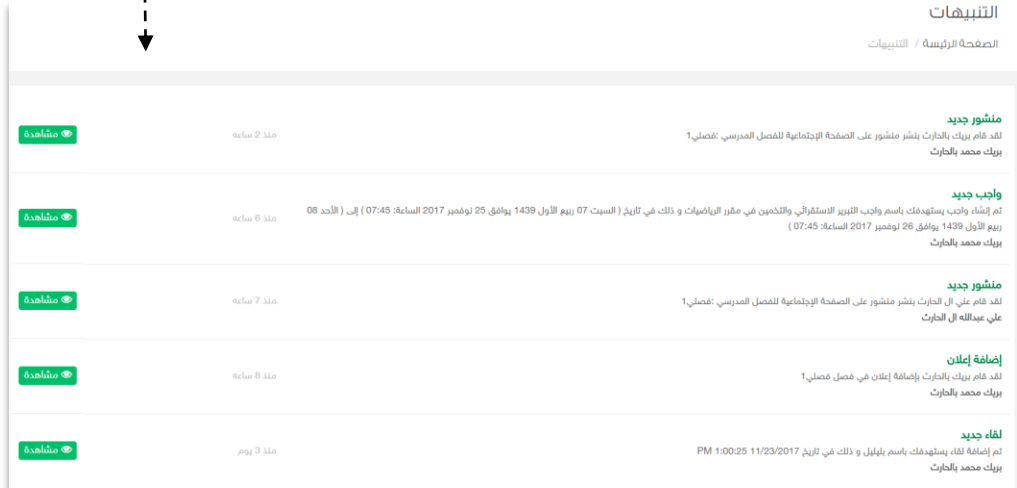 التنبيهات
الصفحة الرئيسة / التنبيهات
منشور جديد
لقد قام بريك بالحارث بنشر منشور على الصفحة الإجتماعية للفصل المدرسي :فصلي1
بريك محمد بالحارث
منذ 2 ساعه
مشاهدة
واجب جديد
تم إنشاء واجب يستهدفك باسم واجب التبرير الاستقرائي والتخمين في مقرر الرياضيات و ذلك في تاريخ ( السبت 07 ربيع الأول 1439 يوافق 25 نوفمبر 2017 الساعة: 07:45 ) إلى ( الأحد 08
ربيع الأول 1439 يوافق 26 نوفمبر 2017 الساعة: 07:45 )
بريك محمد بالحارث
منذ 6 ساعه
مشاهدة
منشور جديد
لقد قام علي ال الحارث بنشر منشور على الصفحة الإجتماعية للفصل المدرسي :فصلي1
علي عبدالله ال الحارث
منذ 7 ساعه
مشاهدة
إضافة إعلان
لقد قام بريك بالحارث بإضافة إعلان في فصل فصلي1
بريك محمد بالحارث
منذ 8 ساعه
مشاهدة
لقاء جديد
تم إضافة لقاء يستهدفك باسم بليليل و ذلك في تاريخ 11/23/2017 1:00:25 PM
بريك محمد بالحارث
منذ 3 يوم
مشاهدة